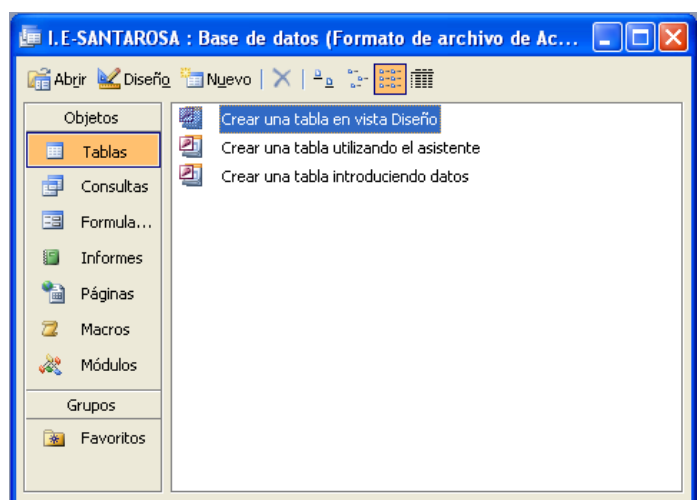 I.E-SANTAROSA : Base de datos (Formato de archivo de Ac...
Abrir Diseño Nuevo
Objetos
Tablas
Consultas
Formula...
Informes
Páginas
Macros
Módulos
Grupos
Favoritos
Crear una tabla en vista Diseño
Crear una tabla utilizando el asistente
Crear una tabla introduciendo datos